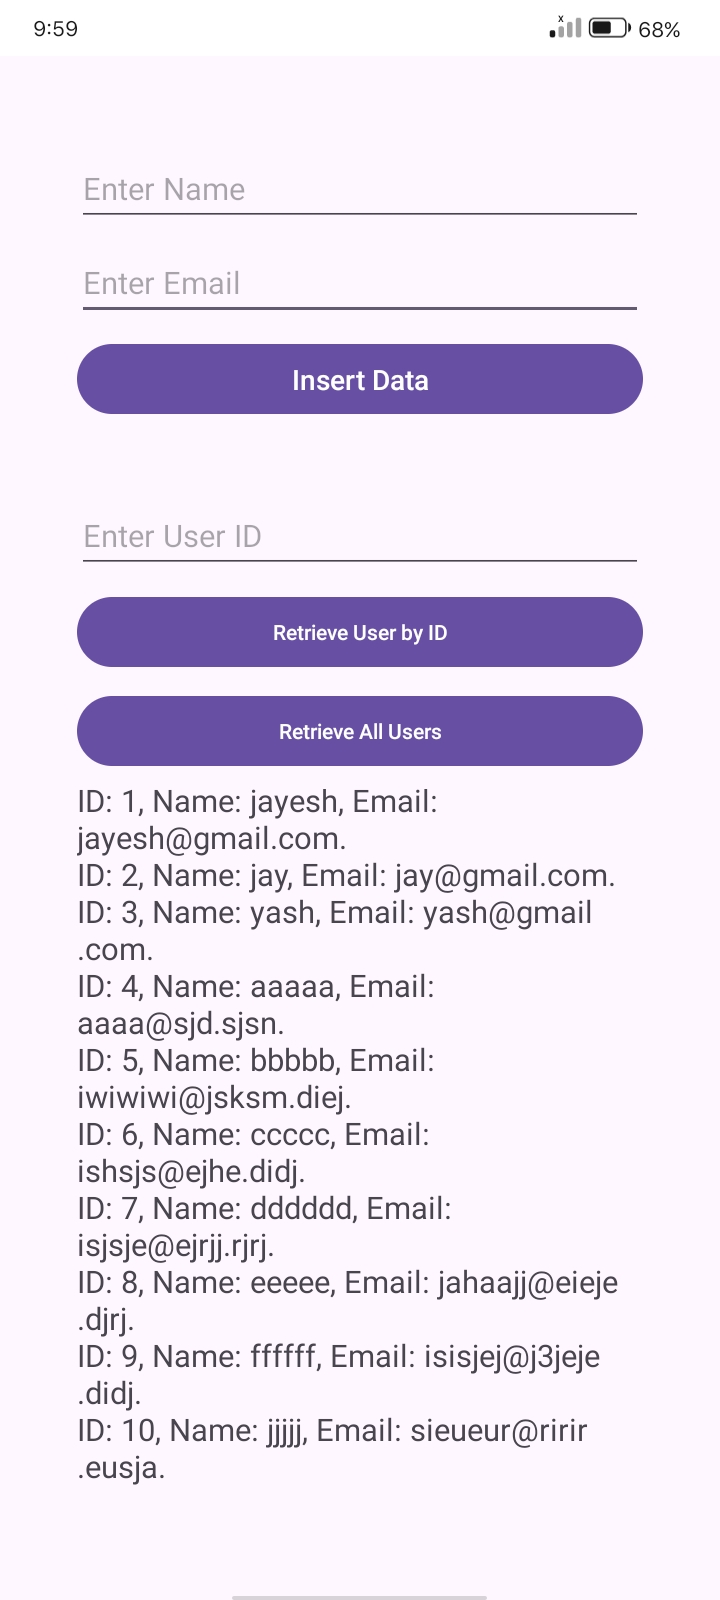 9:59
x
68%
Enter Name
Enter Email
Insert Data
Enter User ID
Retrieve User by ID
Retrieve All Users
ID: 1, Name: jayesh, Email:
jayesh@gmail.com.
ID: 2, Name: jay, Email: jay@gmail.com.
ID: 3, Name: yash, Email: yash@gmail
.com.
ID: 4, Name: aaaaa, Email:
aaaa@sjd.sjsn.
ID: 5, Name: bbbbb, Email:
iwiwiwi@jsksm.diej.
ID: 6, Name: ccccc, Email:
ishsjs@ejhe.didj.
ID: 7, Name: dddddd, Email:
isjsje@ejrjj.rjrj.
ID: 8, Name: eeeee, Email: jahaajj@eieje
.djrj.
ID: 9, Name: ffffff, Email: isisjej@j3jeje
.didj.
ID: 10, Name: jjjjj, Email: sieueur@ririr
.eusja.